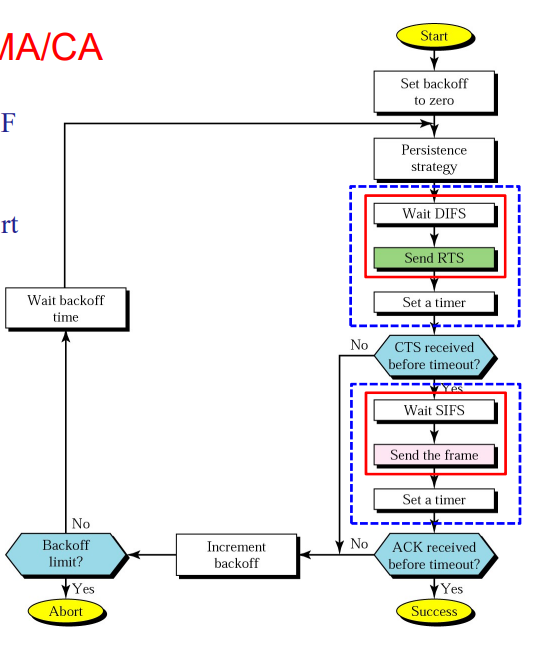 MA/CA
F
rt
Start
Set backoff
to zero
Persistence
strategy
Wait DIFS
Send RTS
Set a timer
CTS received
before timeout?
No
Yes
Wait SIFS
Send the frame
Set a timer
ACK received
before timeout?
No
Yes
Success
Increment
backoff
Backoff
limit?
No
Yes
Abort
Wait backoff
time